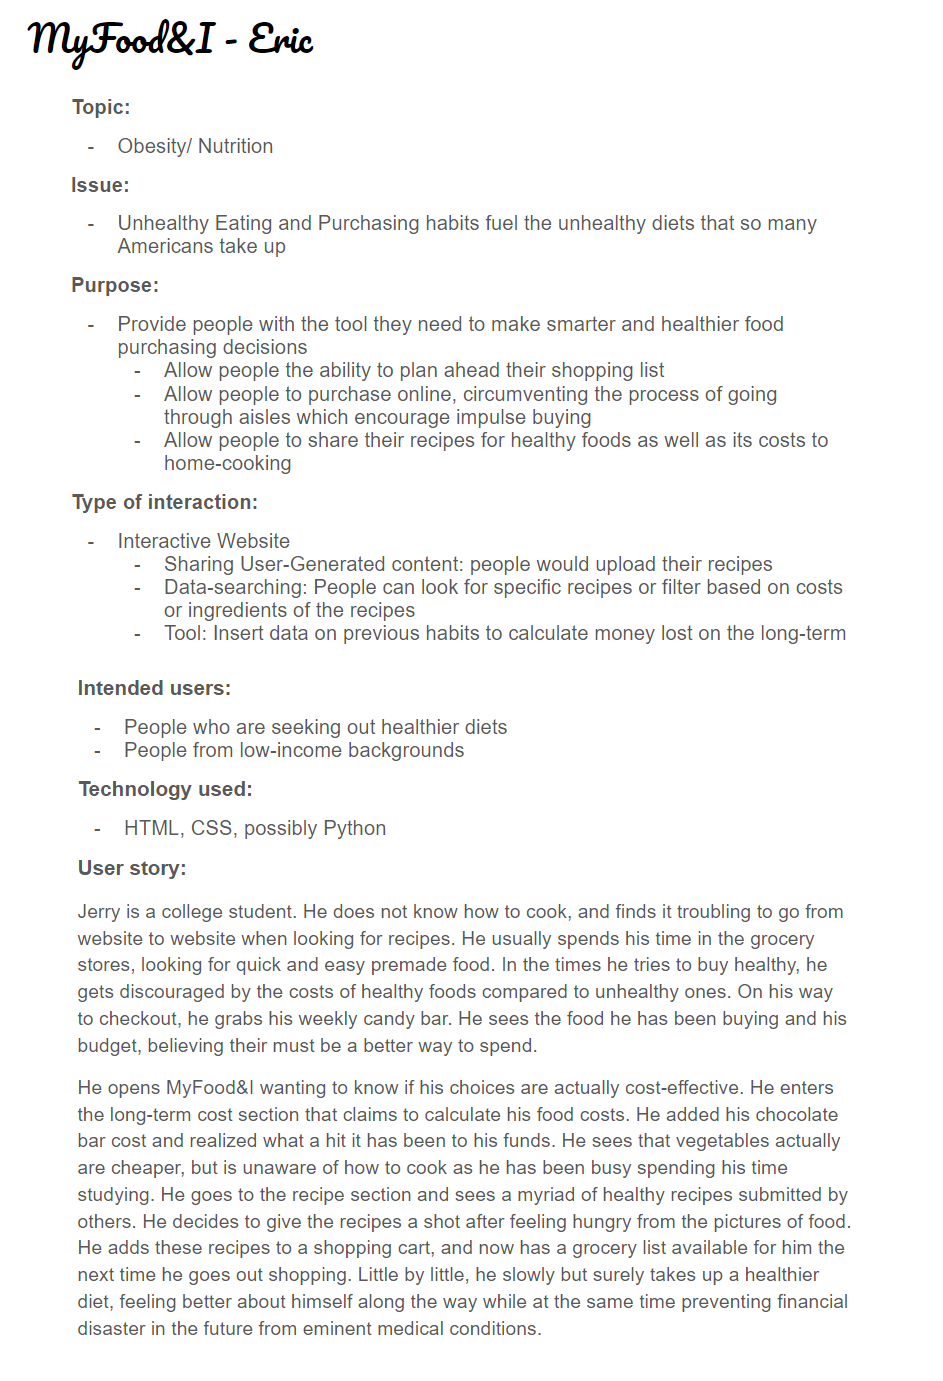 MyFood&I - Eric
Topic:
- Obesity/ Nutrition
Issue:
- Unhealthy Eating and Purchasing habits fuel the unhealthy diets that so many
Americans take up
Purpose:
- Provide people with the tool they need to make smarter and healthier food
purchasing decisions
- Allow people the ability to plan ahead their shopping list
- Allow people to purchase online, circumventing the process of going
through aisles which encourage impulse buying
- Allow people to share their recipes for healthy foods as well as its costs to
home-cooking
Type of interaction:
- Interactive Website
- Sharing User-Generated content: people would upload their recipes
- Data-searching: People can look for specific recipes or filter based on costs
or ingredients of the recipes
- Tool: Insert data on previous habits to calculate money lost on the long-term
Intended users:
- People who are seeking out healthier diets
- People from low-income backgrounds
Technology used:
- HTML, CSS, possibly Python
User story:
Jerry is a college student. He does not know how to cook, and finds it troubling to go from
website to website when looking for recipes. He usually spends his time in the grocery
stores, looking for quick and easy premade food. In the times he tries to buy healthy, he
gets discouraged by the costs of healthy foods compared to unhealthy ones. On his way
to checkout, he grabs his weekly candy bar. He sees the food he has been buying and his
budget, believing their must be a better way to spend.
He opens MyFood&I wanting to know if his choices are actually cost-effective. He enters
the long-term cost section that claims to calculate his food costs. He added his chocolate
bar cost and realized what a hit it has been to his funds. He sees that vegetables actually
are cheaper, but is unaware of how to cook as he has been busy spending his time
studying. He goes to the recipe section and sees a myriad of healthy recipes submitted by
others. He decides to give the recipes a shot after feeling hungry from the pictures of food.
He adds these recipes to a shopping cart, and now has a grocery list available for him the
next time he goes out shopping. Little by little, he slowly but surely takes up a healthier
diet, feeling better about himself along the way while at the same time preventing financial
disaster in the future from eminent medical conditions.